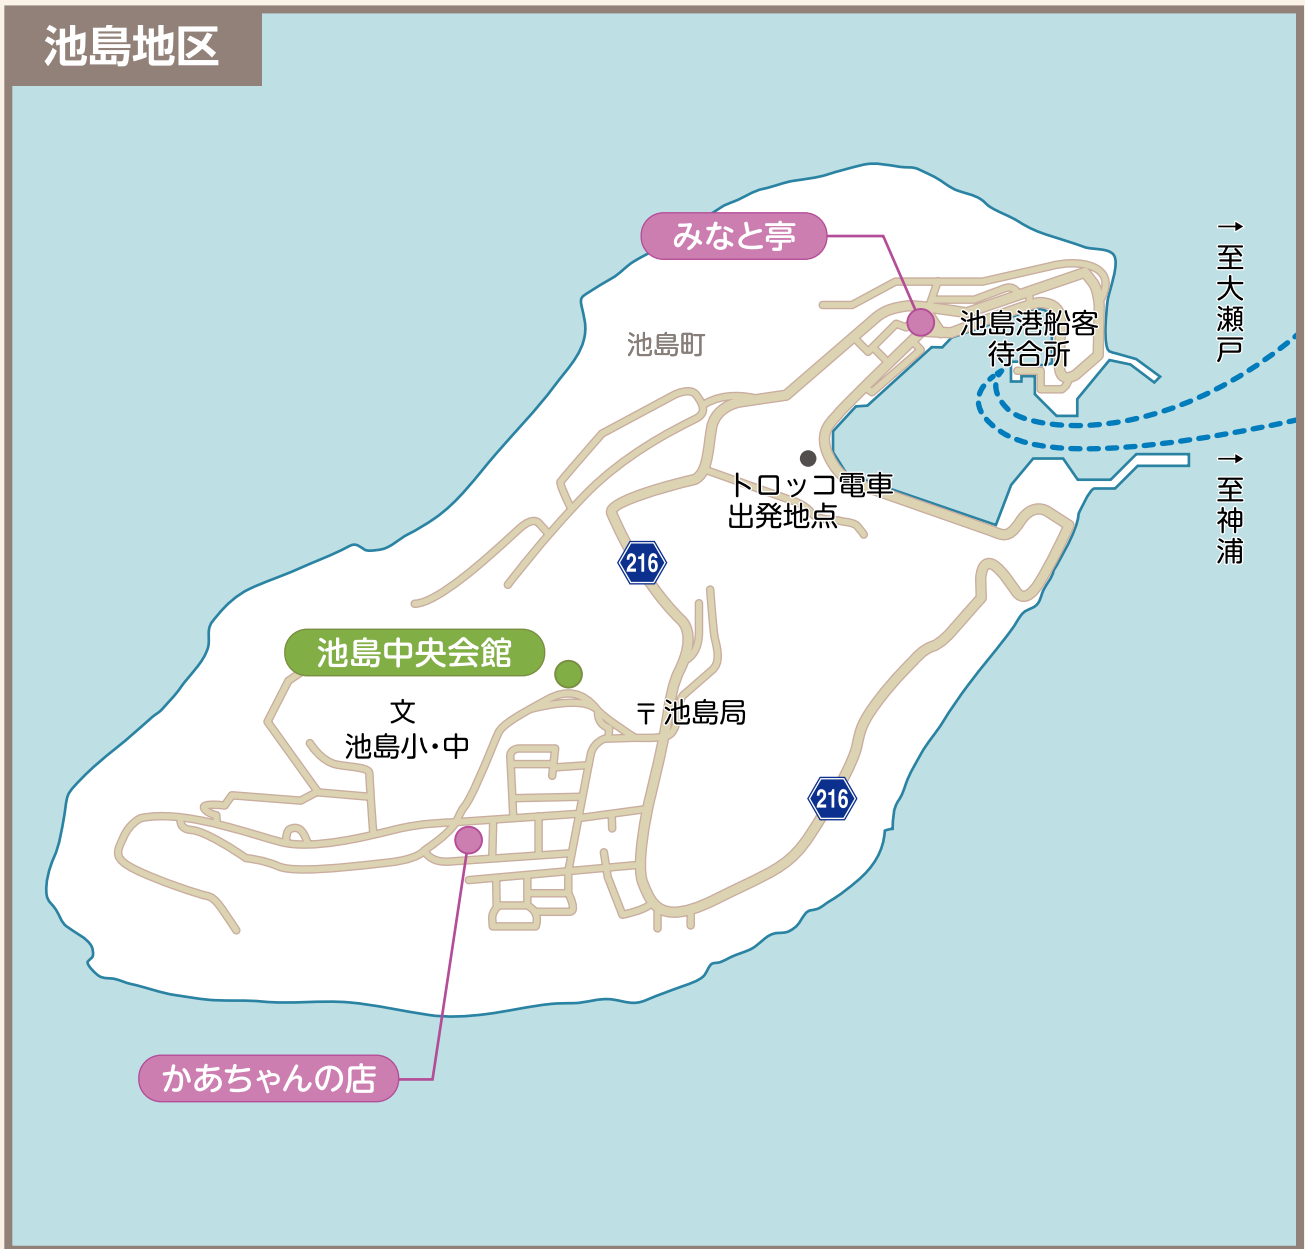 池島地区
みなと亭
→至大瀬戸
池島港船客
待合所
池島町
→至神浦
トロッコ電車
出発地点
216
池島中央会館
文
池島小・中
〒池島局
216
かあちゃんの店